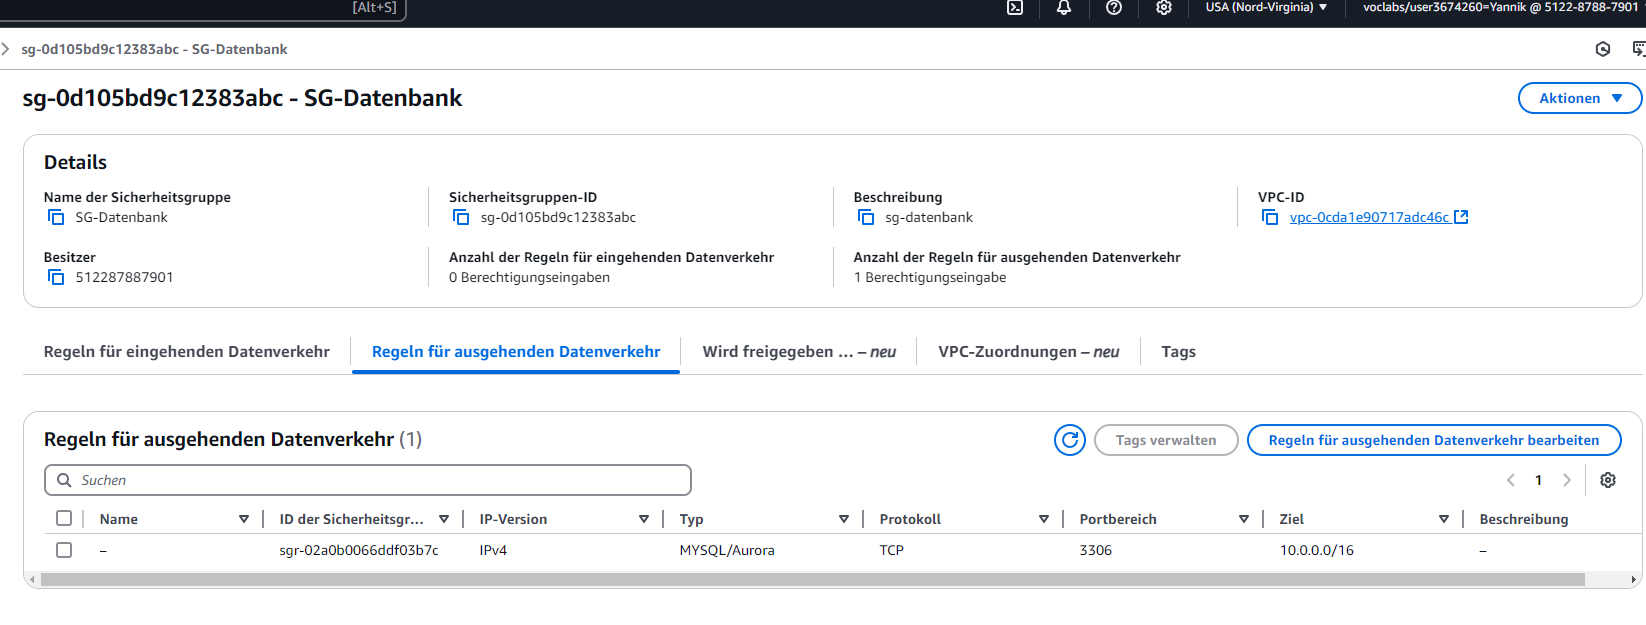 [Alt+S] USA (Nord-Virginia) voclabs/user3674260=Yannik @ 5122-8788-7901
sg-0d105bd9c12383abc - SG-Datenbank
sg-0d105bd9c12383abc - SG-Datenbank Aktionen
Details
Name der Sicherheitsgruppe Sicherheitsgruppen-ID Beschreibung VPC-ID
SG-Datenbank sg-0d105bd9c12383abc sg-datenbank vpc-0cda1e90717adc46c
Besitzer Anzahl der Regeln für eingehenden Datenverkehr Anzahl der Regeln für ausgehenden Datenverkehr
512287887901 0 Berechtigungseingaben 1 Berechtigungseingabe
Regeln für eingehenden Datenverkehr Regeln für ausgehenden Datenverkehr Wird freigegeben ... – neu VPC-Zuordnungen – neu Tags
Regeln für ausgehenden Datenverkehr (1) Tags verwalten Regeln für ausgehenden Datenverkehr bearbeiten
Suchen 1
Name ID der Sicherheitsgr... IP-Version Typ Protokoll Portbereich Ziel Beschreibung
– sgr-02a0b0066ddf03b7c IPv4 MYSQL/Aurora TCP 3306 10.0.0.0/16 –